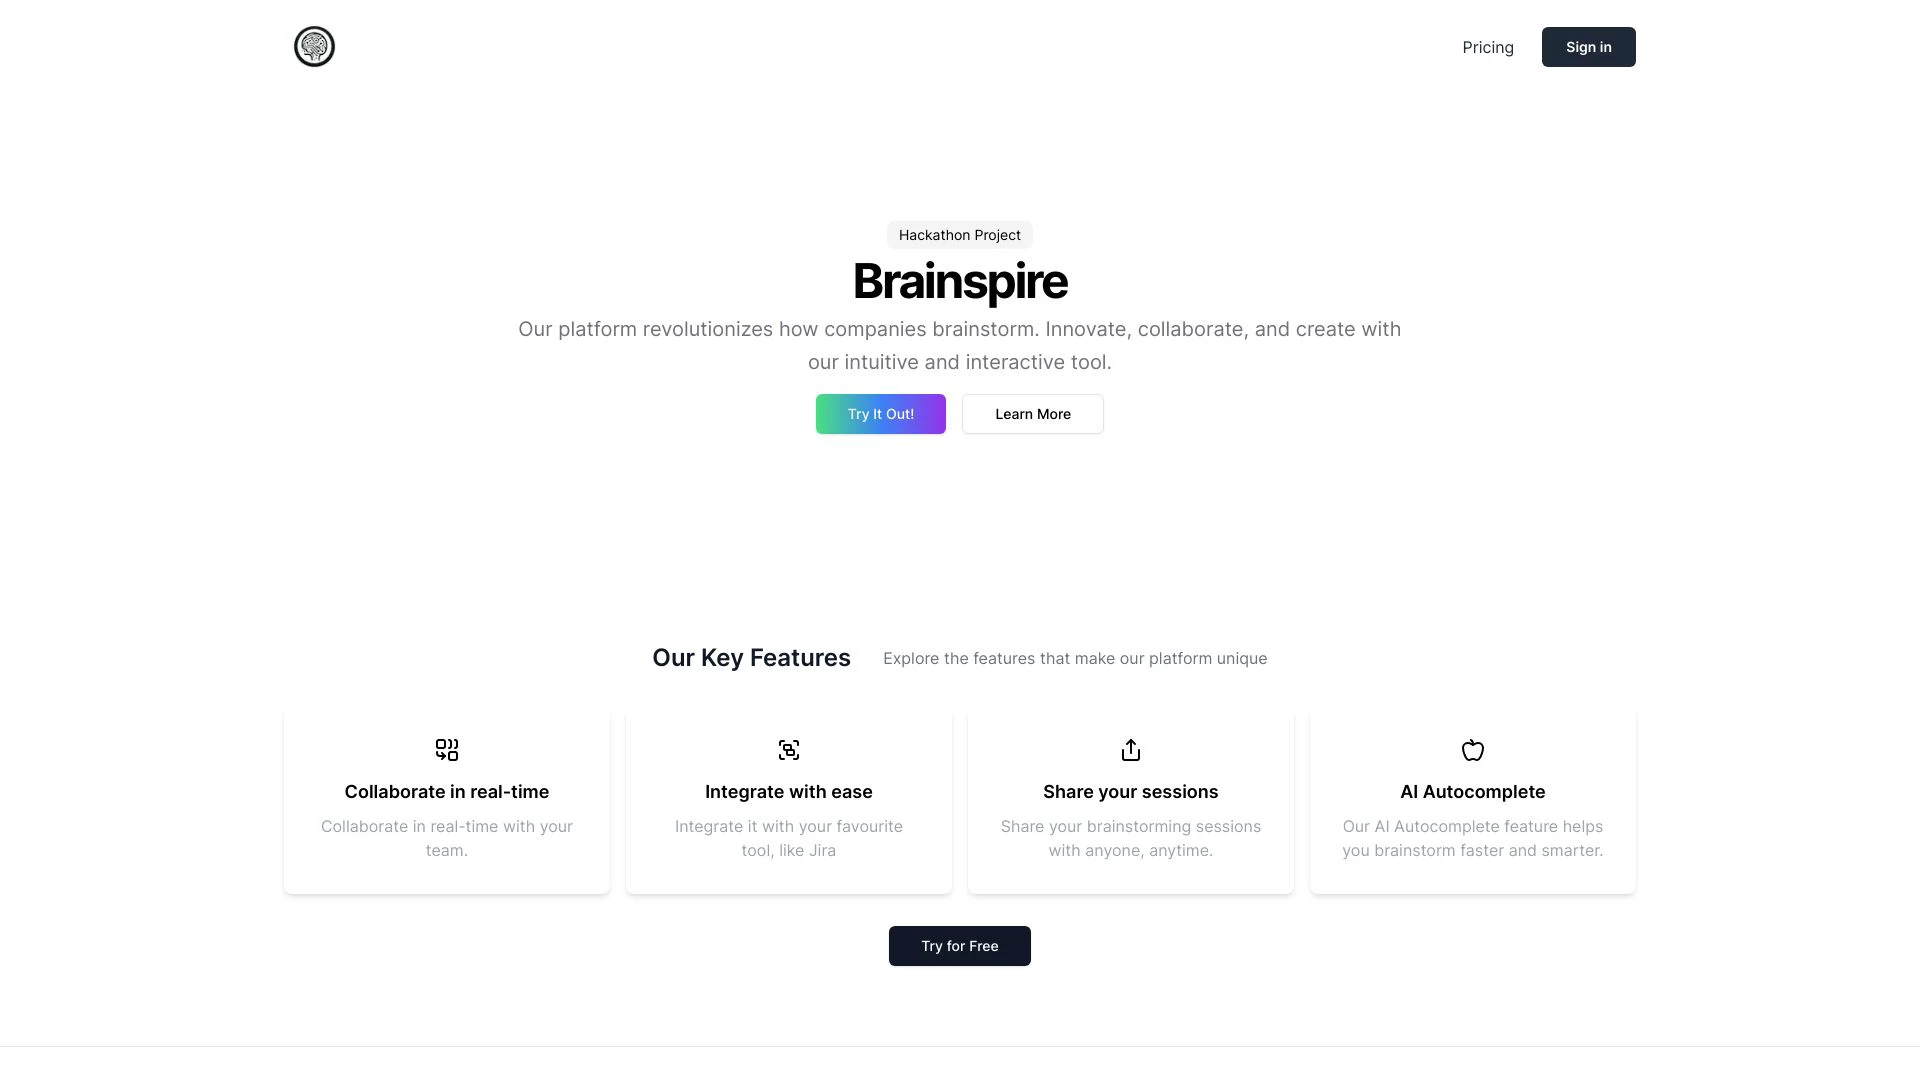 Pricing
Sign in
Hackathon Project
Brainspire
Our platform revolutionizes how companies brainstorm. Innovate, collaborate, and create with
our intuitive and interactive tool.
Try It Out!
Learn More
Our Key Features
Explore the features that make our platform unique
Collaborate in real-time
Collaborate in real-time with your
team.
Integrate with ease
Integrate it with your favourite
tool, like Jira
Share your sessions
Share your brainstorming sessions
with anyone, anytime.
AI Autocomplete
Our AI Autocomplete feature helps
you brainstorm faster and smarter.
Try for Free